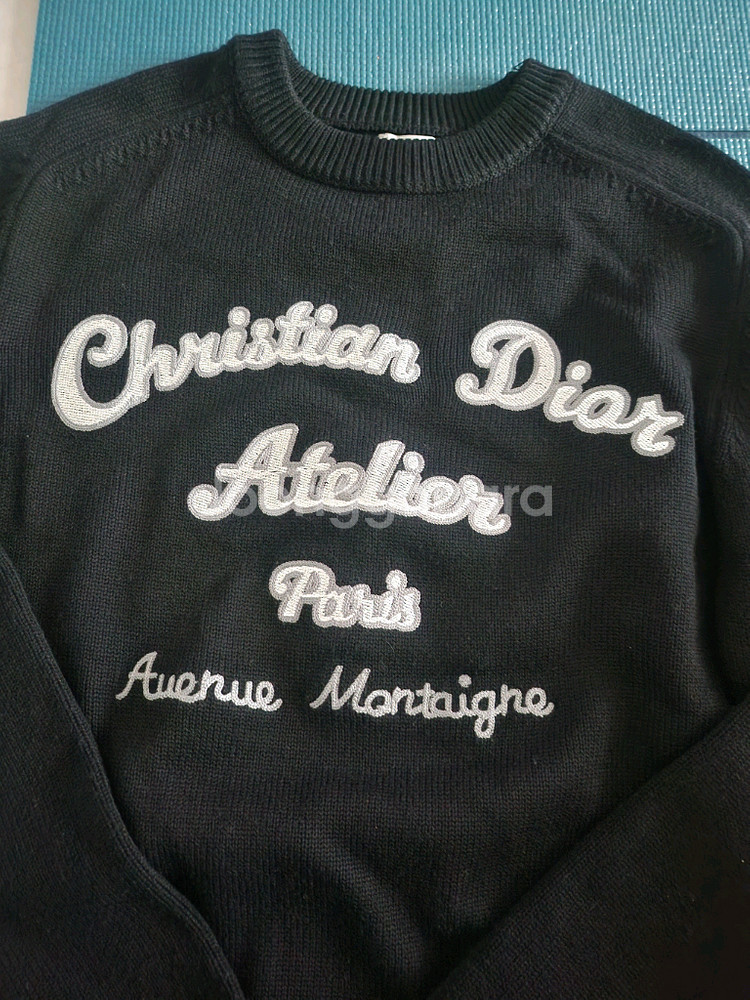 Christian Dior
Atelier
Paris
Avenue Montaigne